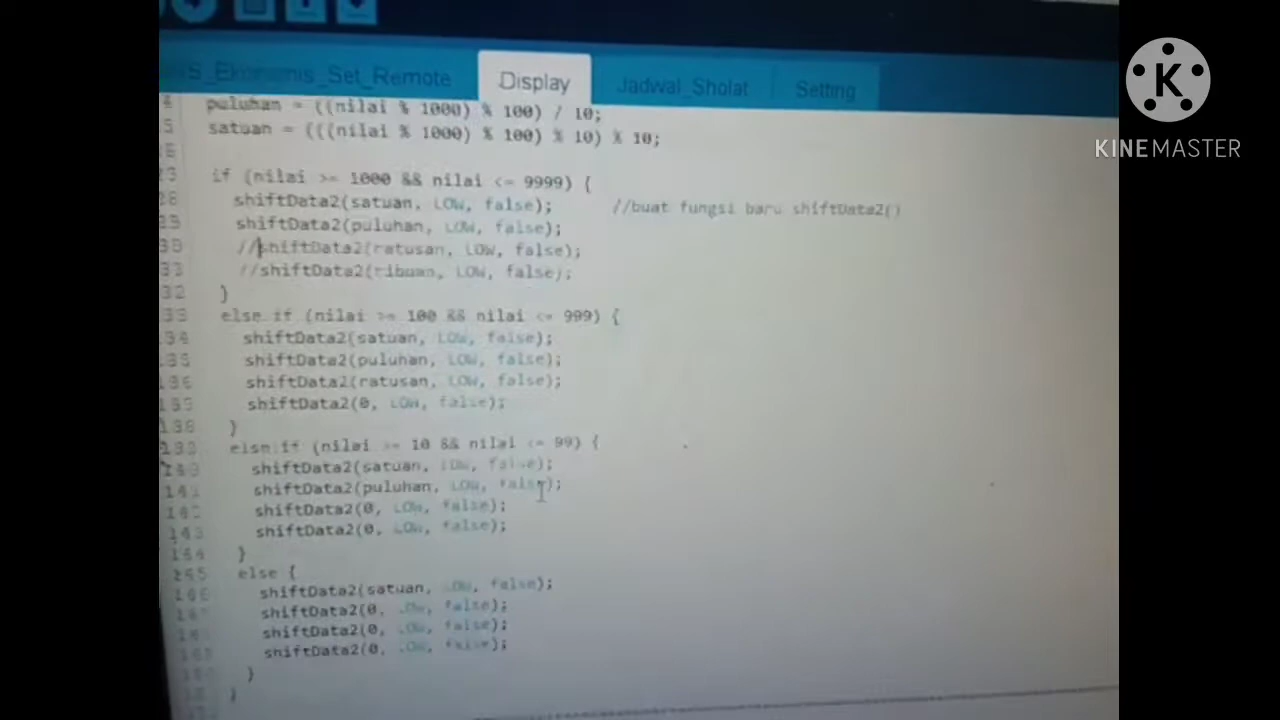 S_Ekonomis_Set_Remote Display Jadwal_Sholat Setting
puluhan = ((nilai % 1000) % 100) / 10;
satuan = (((nilai % 1000) % 100) % 10) % 10;
if (nilai >= 1000 && nilai <= 9999) {
shiftData2(satuan, LOW, false); //buat fungsi baru shiftData2()
shiftData2(puluhan, LOW, false);
//shiftData2(ratusan, LOW, false);
//shiftData2(ribuan, LOW, false);
}
else if (nilai >= 100 && nilai <= 999) {
shiftData2(satuan, LOW, false);
shiftData2(puluhan, LOW, false);
shiftData2(ratusan, LOW, false);
shiftData2(0, LOW, false);
}
else if (nilai >= 10 && nilai <= 99) {
shiftData2(satuan, LOW, false);
shiftData2(puluhan, LOW, false);
shiftData2(0, LOW, false);
shiftData2(0, LOW, false);
}
else {
shiftData2(satuan, LOW, false);
shiftData2(0, LOW, false);
shiftData2(0, LOW, false);
shiftData2(0, LOW, false);
}
}
K
KINEMASTER